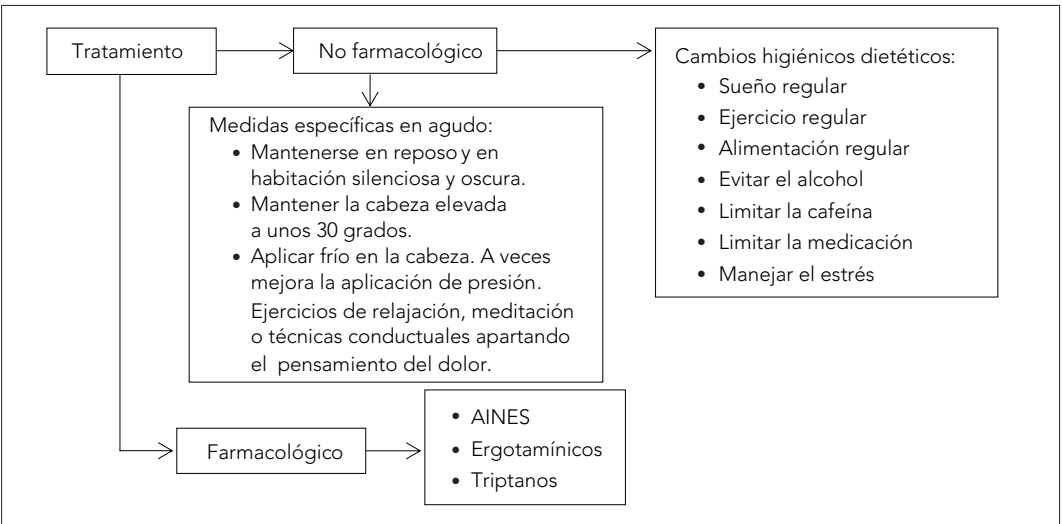 Tratamiento
No farmacológico
Cambios higiénicos dietéticos:
• Sueño regular
• Ejercicio regular
• Alimentación regular
• Evitar el alcohol
• Limitar la cafeína
• Limitar la medicación
• Manejar el estrés
Medidas específicas en agudo:
• Mantenerse en reposo y en
habitación silenciosa y oscura.
• Mantener la cabeza elevada
a unos 30 grados.
• Aplicar frío en la cabeza. A veces
mejora la aplicación de presión.
Ejercicios de relajación, meditación
o técnicas conductuales apartando
el pensamiento del dolor.
Farmacológico
• AINES
• Ergotamínicos
• Triptanos